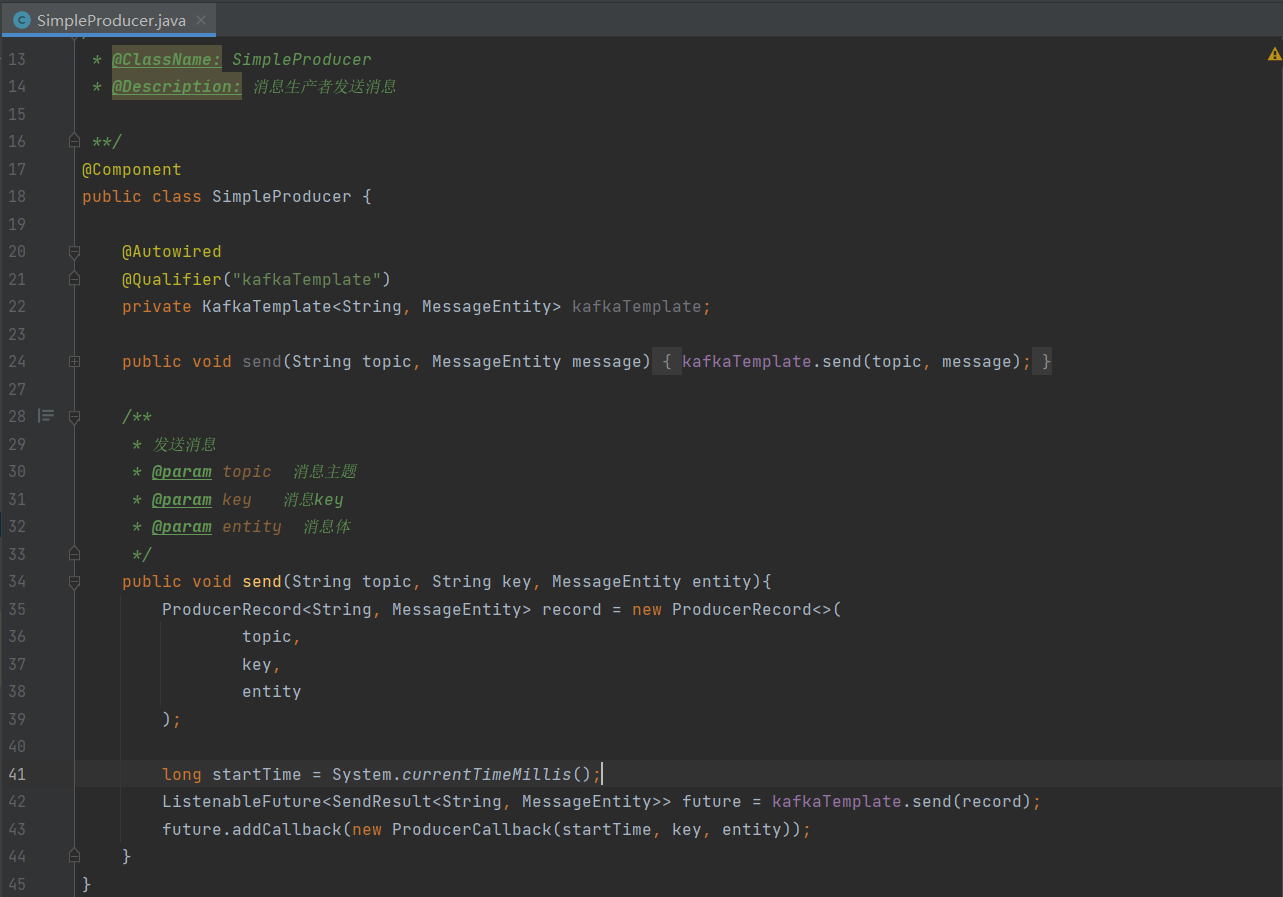 SimpleProducer.java
13 * @ClassName: SimpleProducer
14 * @Description: 消息生产者发送消息
15
16 **/
17 @Component
18 public class SimpleProducer {
19
20 @Autowired
21 @Qualifier("kafkaTemplate")
22 private KafkaTemplate<String, MessageEntity> kafkaTemplate;
23
24 public void send(String topic, MessageEntity message) { kafkaTemplate.send(topic, message); }
27
28 /**
29 * 发送消息
30 * @param topic 消息主题
31 * @param key 消息key
32 * @param entity 消息体
33 */
34 public void send(String topic, String key, MessageEntity entity){
35 ProducerRecord<String, MessageEntity> record = new ProducerRecord<>(
36 topic,
37 key,
38 entity
39 );
40
41 long startTime = System.currentTimeMillis();
42 ListenableFuture<SendResult<String, MessageEntity>> future = kafkaTemplate.send(record);
43 future.addCallback(new ProducerCallback(startTime, key, entity));
44 }
45 }